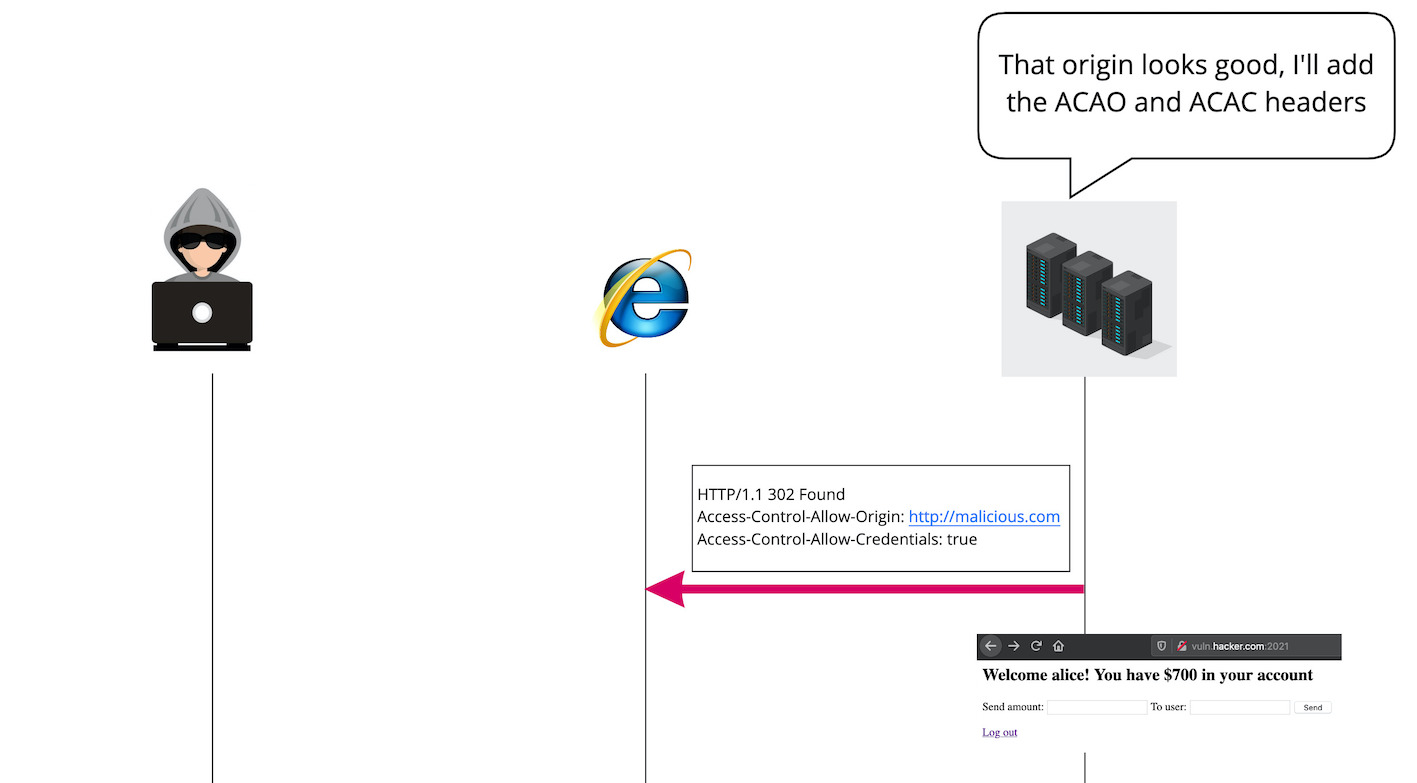 That origin looks good, I'll add
the ACAO and ACAC headers
HTTP/1.1 302 Found
Access-Control-Allow-Origin: http://malicious.com
Access-Control-Allow-Credentials: true
vuln.hacker.com:2021
Welcome alice! You have $700 in your account
Send amount: To user: Send
Log out